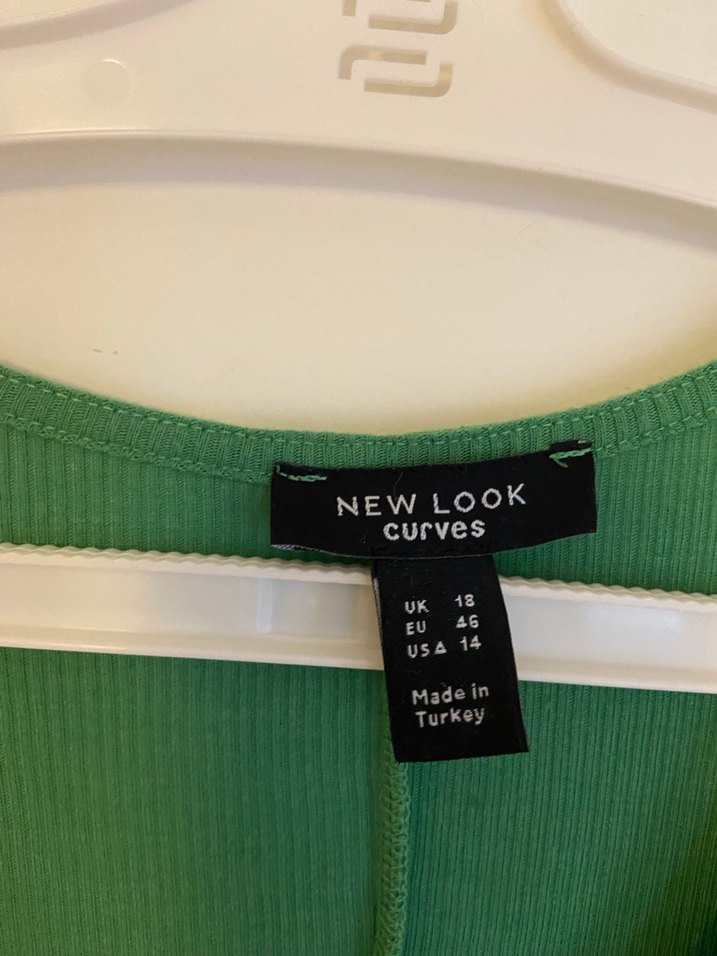 NEW LOOK
curves
UK 18
EU 46
USA 14
Made in
Turkey